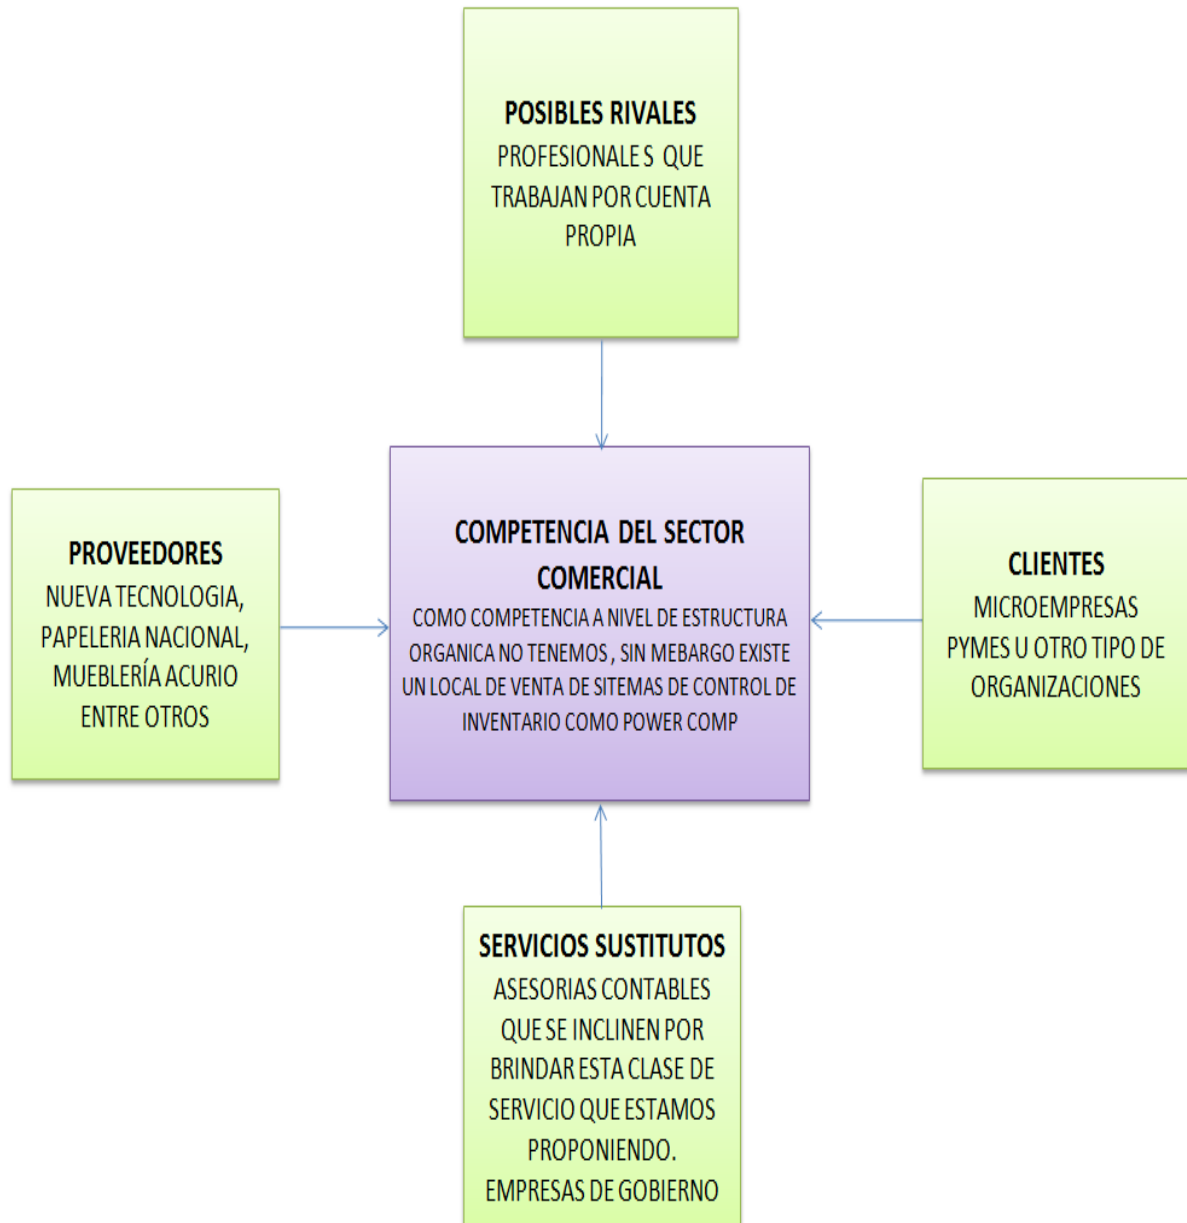 POSIBLES RIVALES
PROFESIONALE S QUE
TRABAJAN POR CUENTA
PROPIA
PROVEEDORES
NUEVA TECNOLOGIA,
PAPELERIA NACIONAL,
MUEBLERÍA ACURIO
ENTRE OTROS
COMPETENCIA DEL SECTOR
COMERCIAL
COMO COMPETENCIA A NIVEL DE ESTRUCTURA
ORGANICA NO TENEMOS , SIN MEBARGO EXISTE
UN LOCAL DE VENTA DE SITEMAS DE CONTROL DE
INVENTARIO COMO POWER COMP
CLIENTES
MICROEMPRESAS
PYMES U OTRO TIPO DE
ORGANIZACIONES
SERVICIOS SUSTITUTOS
ASESORIAS CONTABLES
QUE SE INCLINEN POR
BRINDAR ESTA CLASE DE
SERVICIO QUE ESTAMOS
PROPONIENDO.
EMPRESAS DE GOBIERNO